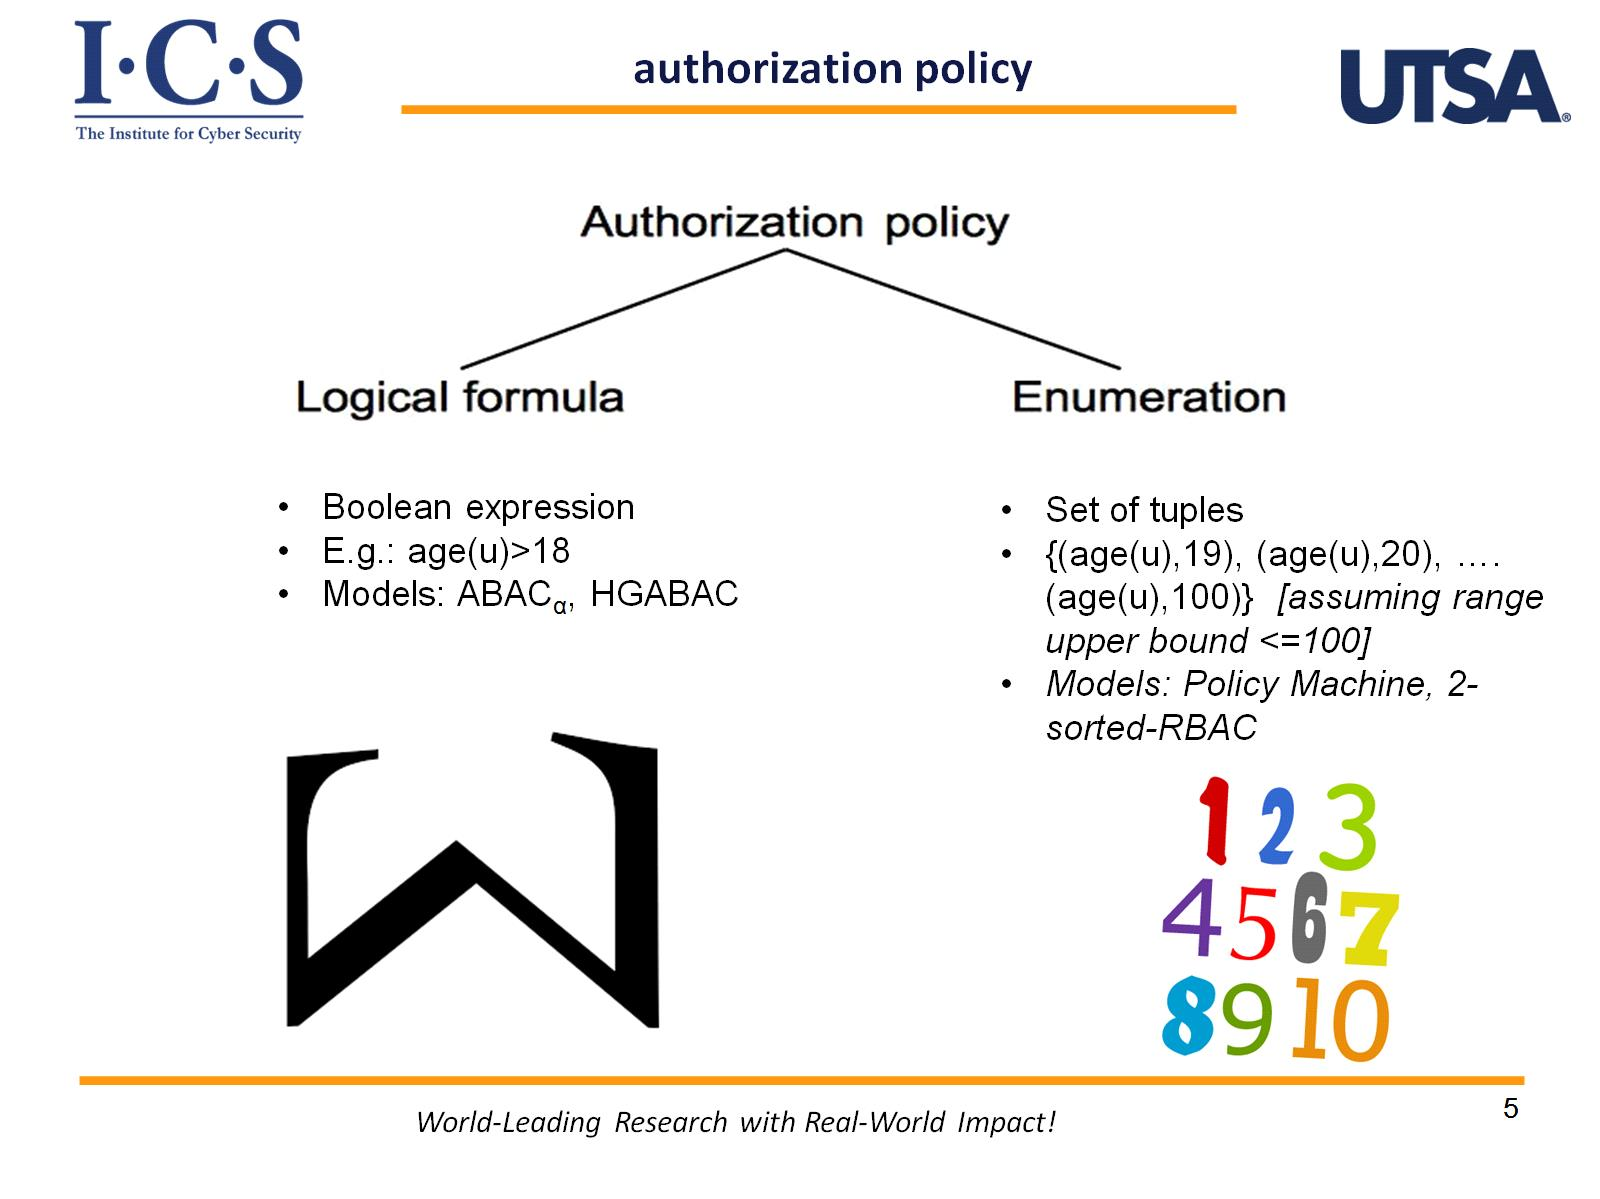 I·C·S
The Institute for Cyber Security
authorization policy
UTSA®
Authorization policy
Logical formula
Enumeration
• Boolean expression
• E.g.: age(u)>18
• Models: ABACα, HGABAC
• Set of tuples
• {(age(u),19), (age(u),20), ….
(age(u),100)} [assuming range
upper bound <=100]
• Models: Policy Machine, 2-
sorted-RBAC
1 2 3
4 5 6 7
8 9 10
World-Leading Research with Real-World Impact!
5